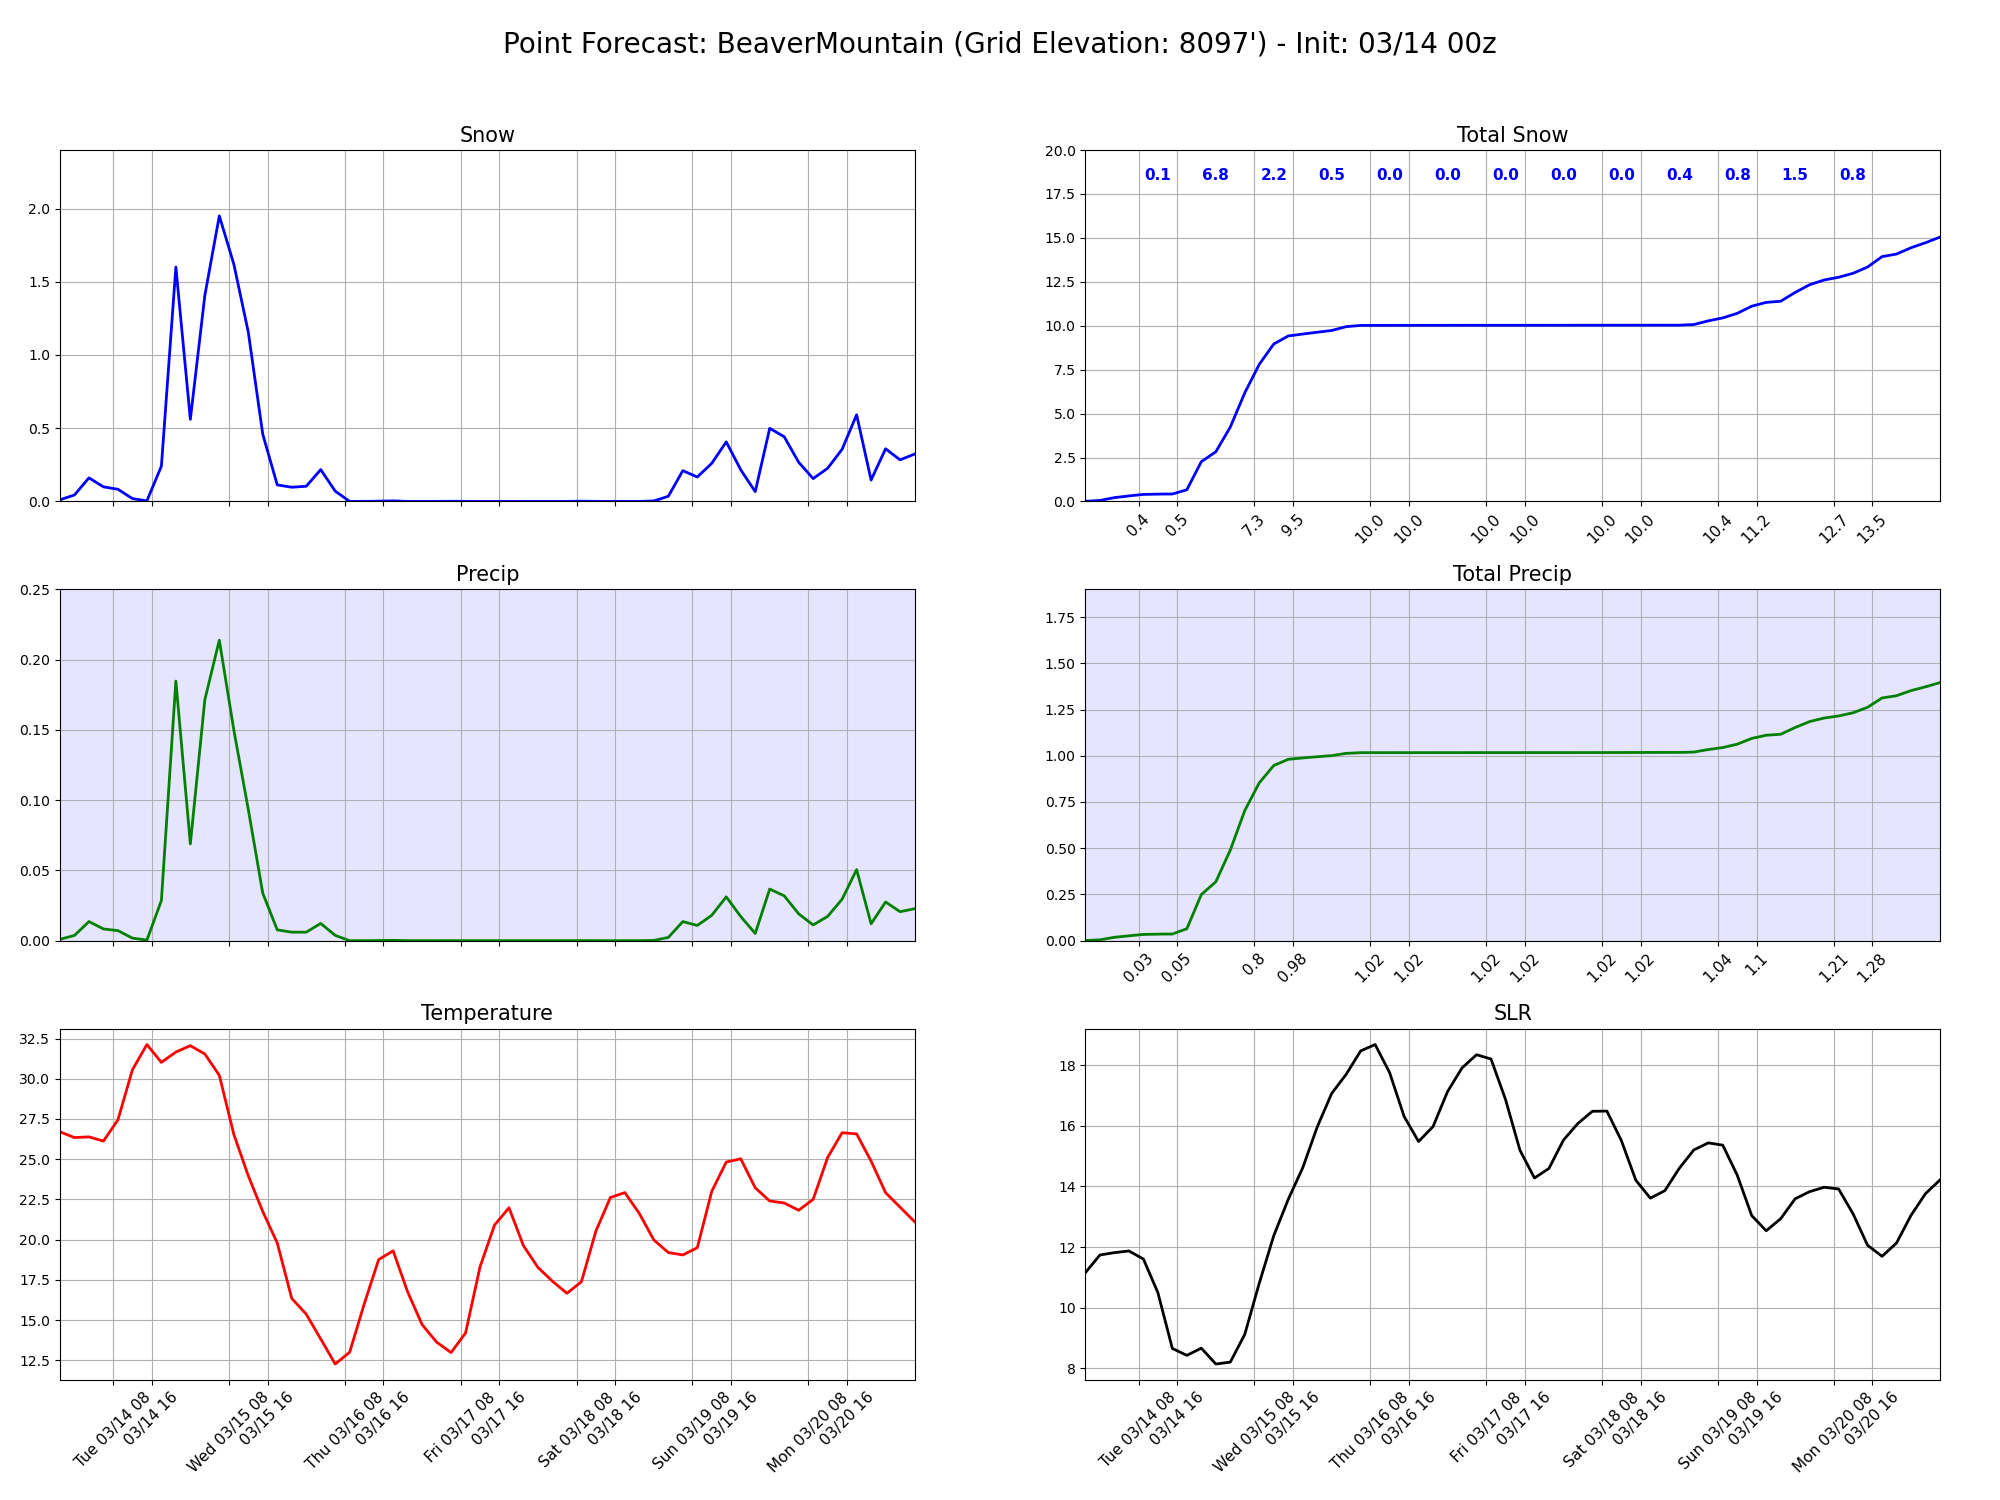 Point Forecast: BeaverMountain (Grid Elevation: 8097') - Init: 03/14 00z
Snow
2.0
1.5
1.0
0.5
0.0
Total Snow
20.0
17.5
15.0
12.5
10.0
7.5
5.0
2.5
0.0
0.1 6.8 2.2 0.5 0.0 0.0 0.0 0.0 0.0 0.4 0.8 1.5 0.8
0.4 0.5 7.3 9.5 10.0 10.0 10.0 10.0 10.0 10.0 10.4 11.2 12.7 13.5
Precip
0.25
0.20
0.15
0.10
0.05
0.00
Total Precip
1.75
1.50
1.25
1.00
0.75
0.50
0.25
0.00
0.03 0.05 0.8 0.98 1.02 1.02 1.02 1.02 1.02 1.02 1.04 1.1 1.21 1.28
Temperature
32.5
30.0
27.5
25.0
22.5
20.0
17.5
15.0
12.5
Tue 03/14 08
03/14 16
Wed 03/15 08
03/15 16
Thu 03/16 08
03/16 16
Fri 03/17 08
03/17 16
Sat 03/18 08
03/18 16
Sun 03/19 08
03/19 16
Mon 03/20 08
03/20 16
SLR
18
16
14
12
10
8
Tue 03/14 08
03/14 16
Wed 03/15 08
03/15 16
Thu 03/16 08
03/16 16
Fri 03/17 08
03/17 16
Sat 03/18 08
03/18 16
Sun 03/19 08
03/19 16
Mon 03/20 08
03/20 16